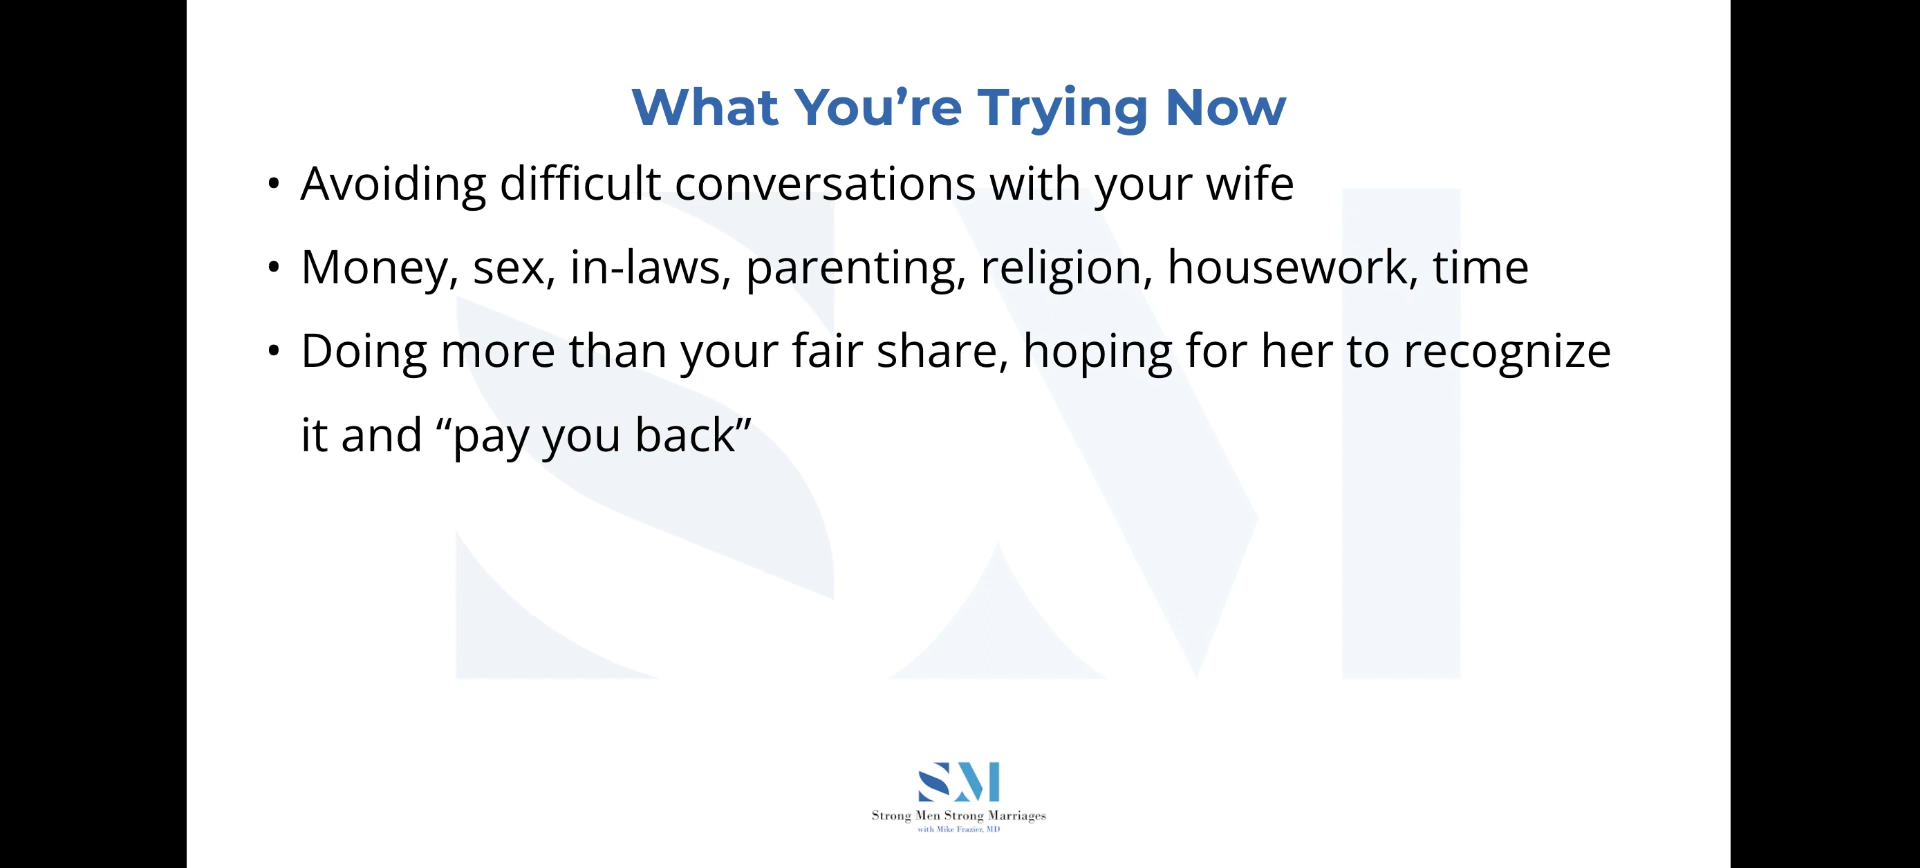 What You’re Trying Now
• Avoiding difficult conversations with your wife
• Money, sex, in-laws, parenting, religion, housework, time
• Doing more than your fair share, hoping for her to recognize
it and “pay you back”
SM
Strong Men Strong Marriages
with Mike Frazier, MD